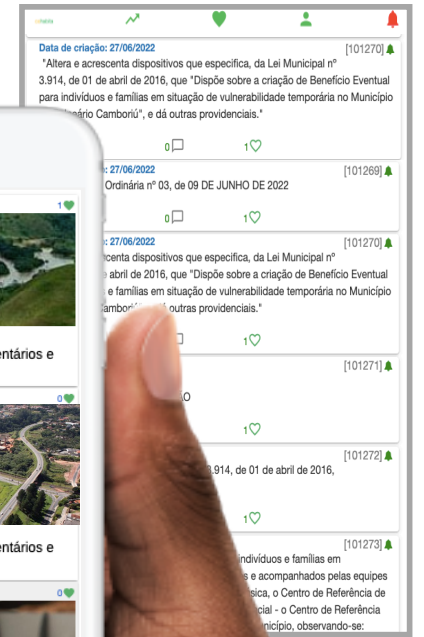 Data de criação: 27/06/2022 [101270]
"Altera e acrescenta dispositivos que especifica, da Lei Municipal nº
3.914, de 01 de abril de 2016, que "Dispõe sobre a criação de Benefício Eventual
para indivíduos e famílias em situação de vulnerabilidade temporária no Município
Camboriú", e dá outras providenciais."
0 1
27/06/2022 [101269]
Ordinária nº 03, de 09 DE JUNHO DE 2022
0 1
27/06/2022 [101270]
dispositivos que especifica, da Lei Municipal nº
abril de 2016, que "Dispõe sobre a criação de Benefício Eventual
e famílias em situação de vulnerabilidade temporária no Município
outras providenciais."
1
[101271]
1
[101272]
3.914, de 01 de abril de 2016,
1
[101273]
indivíduos e famílias em
e acompanhados pelas equipes
o Centro de Referência de
- o Centro de Referência
observando-se:
1
ntários e
0
ntários e
0